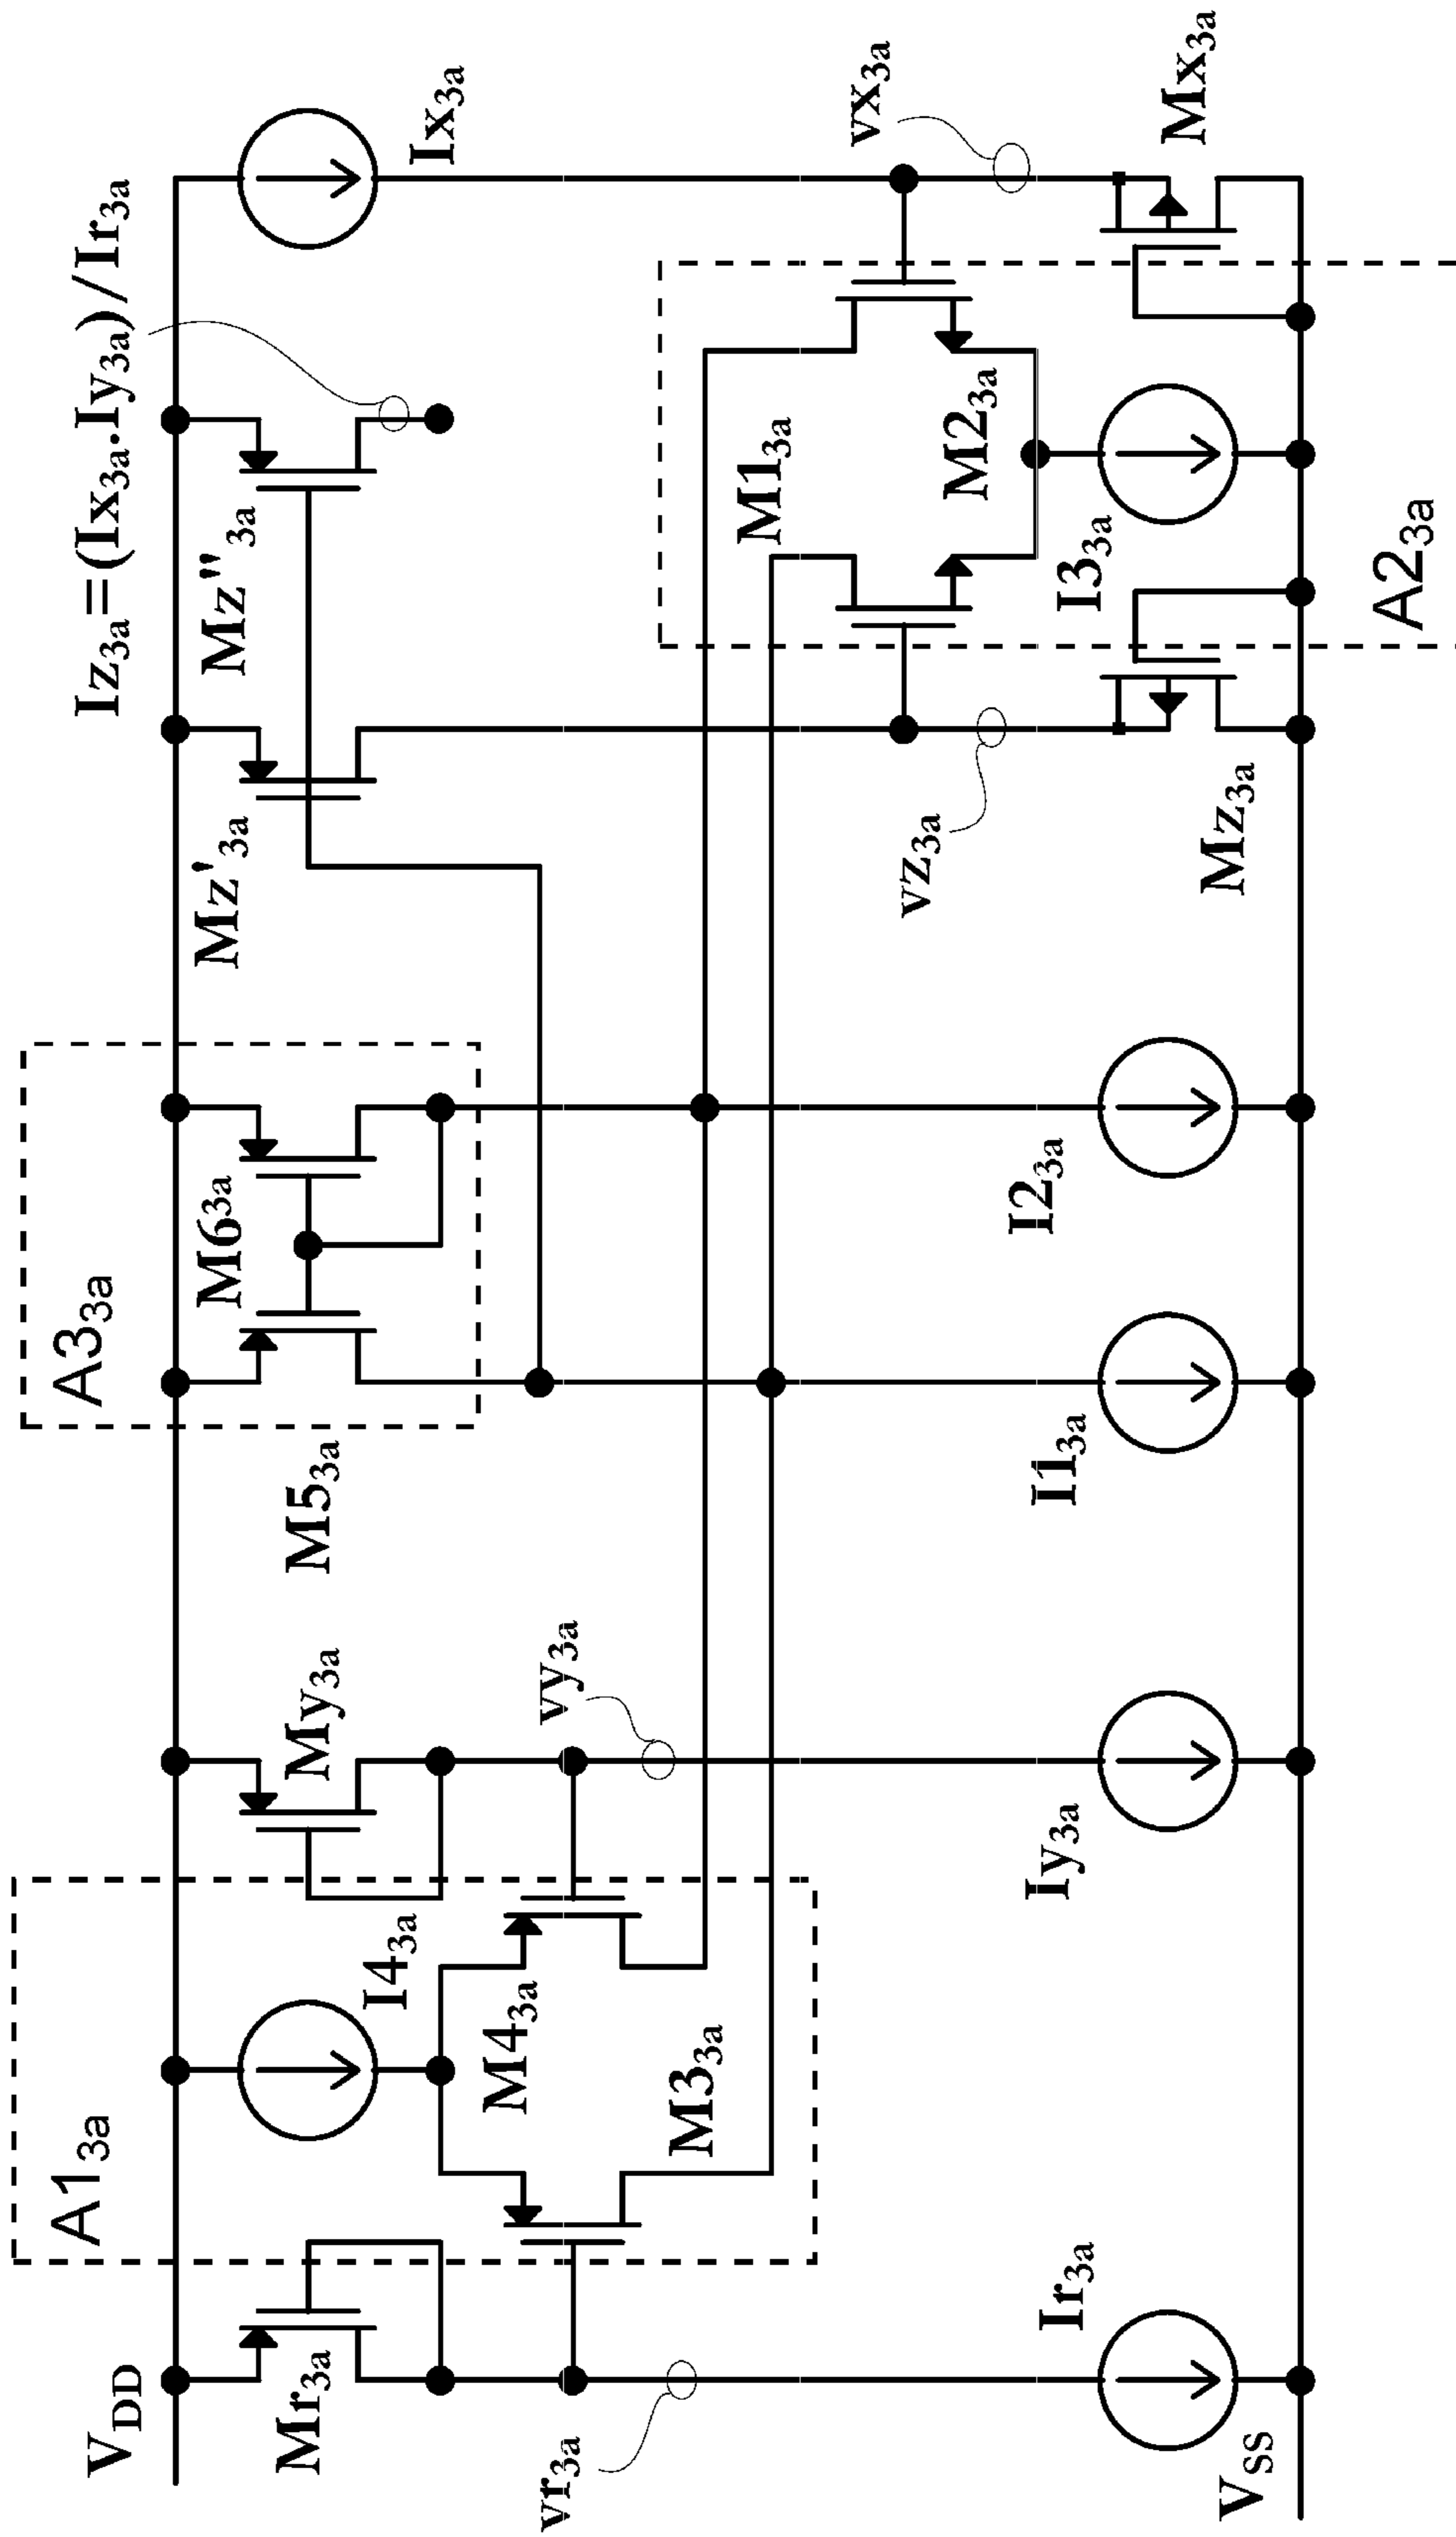 Iz3a=(Ix3a.Iy3a)/Ir3a
VDD
A13a
A33a
Mr3a
I43a
My3a
M53a
M63a
Mz'3a
Mz''3a
Ix3a
M43a
M33a
vr3a
vy3a
M13a
M23a
vx3a
vz3a
Ir3a
Iy3a
I13a
I23a
I33a
Mz3a
Mx3a
VSS
A23a